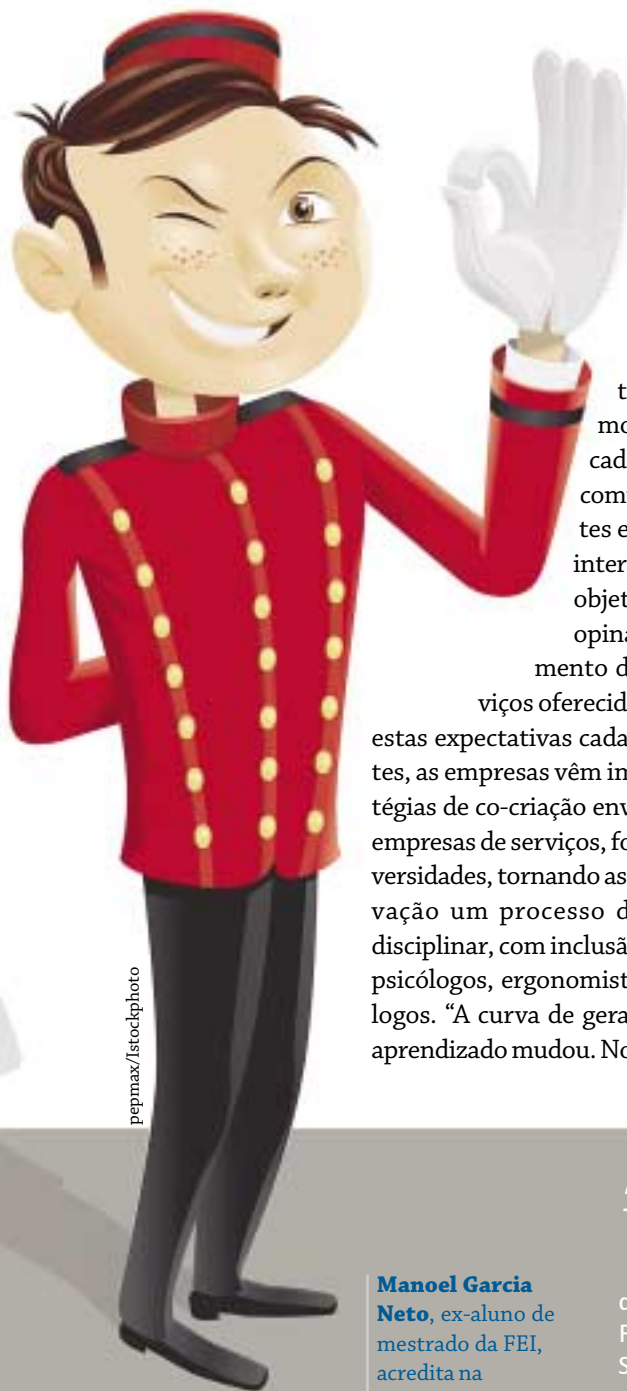 mento d
viços oferecid
estas expectativas cada
tes, as empresas vêm im
tégias de co-criação env
empresas de serviços, fo
versidades, tornando as
vação um processo d
disciplinar, com inclusã
psicólogos, ergonomist
logos. “A curva de gera
aprendizado mudou. No
t
mo
cad
com
tes e
inter
objet
opina
pepmax/Istockphoto
Manoel Garcia
Neto, ex-aluno de
mestrado da FEI,
acredita na
d
F
S